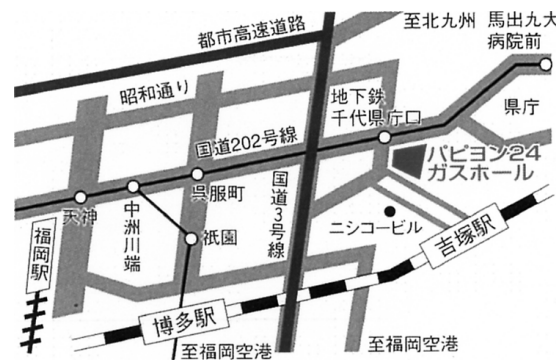 至北九州
馬出九大
病院前
都市高速道路
昭和通り
地下鉄
千代県庁口
県庁
国道202号線
パピヨン24
ガスホール
天神
中洲川端
呉服町
国道3号線
ニシコービル
祇園
福岡駅
吉塚駅
博多駅
至福岡空港
至福岡空港